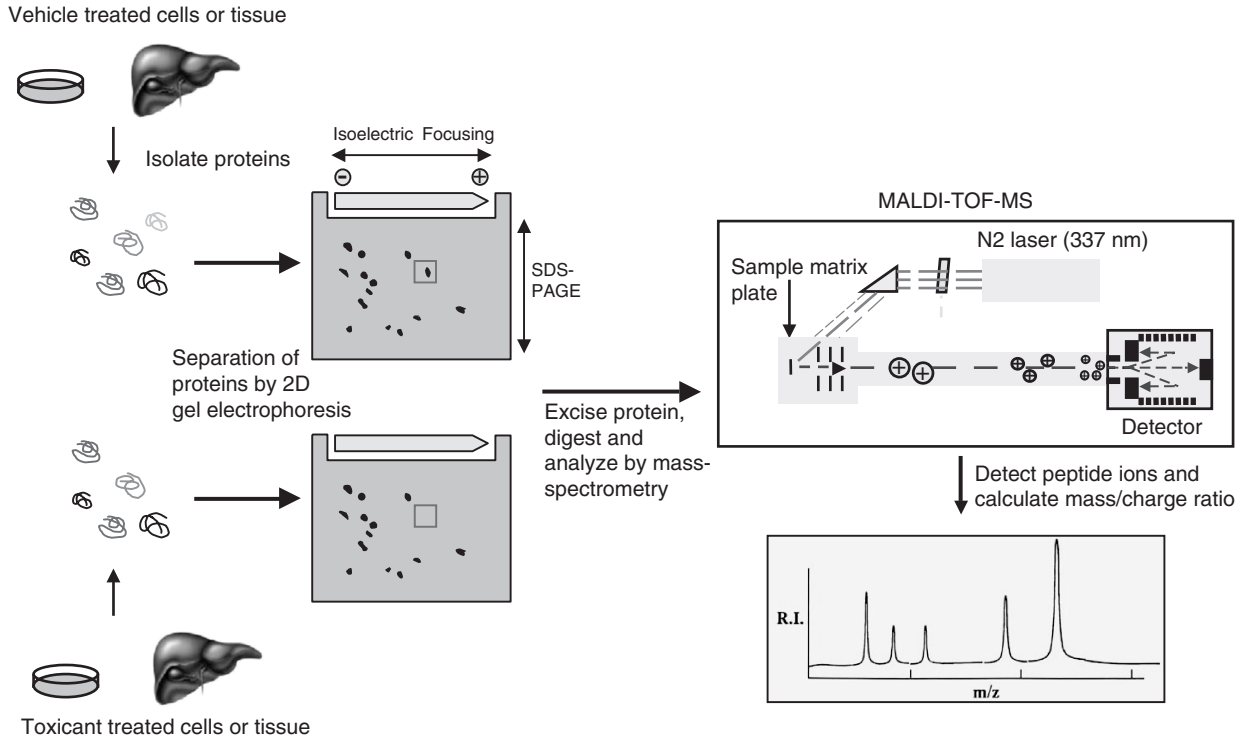 Vehicle treated cells or tissue
Isolate proteins
Isoelectric Focusing
SDS-
PAGE
Separation of
proteins by 2D
gel electrophoresis
Excise protein,
digest and
analyze by mass-
spectrometry
MALDI-TOF-MS
N2 laser (337 nm)
Sample matrix
plate
Detector
Detect peptide ions and
calculate mass/charge ratio
R.I.
m/z
Toxicant treated cells or tissue